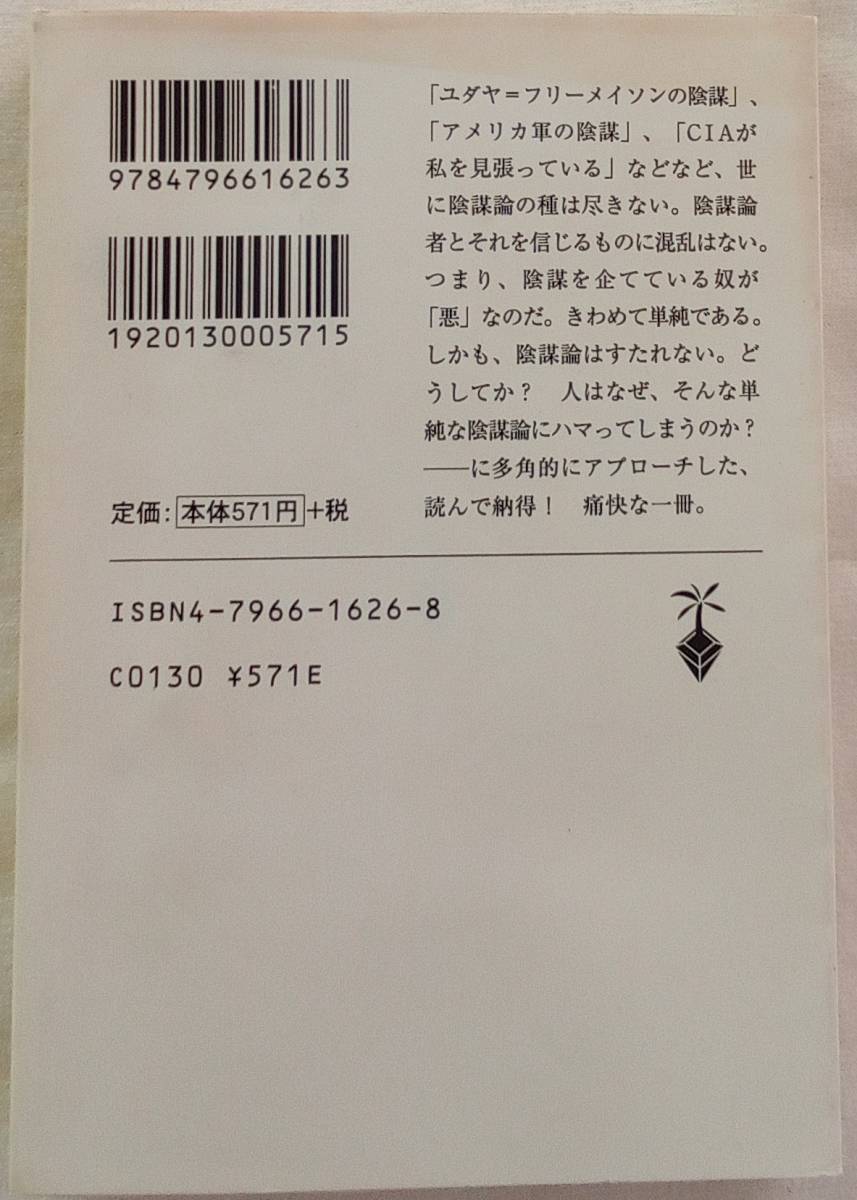 9784796616263
1920130005715
定価：本体571円+税
「ユダヤ＝フリーメイソンの陰謀」、
「アメリカ軍の陰謀」、「CIAが
私を見張っている」などなど、世
に陰謀論の種は尽きない。陰謀論
者とそれを信じるものに混乱はない。
つまり、陰謀を企てている奴が
「悪」なのだ。きわめて単純である。
しかも、陰謀論はすたれない。ど
うしてか？　人はなぜ、そんな単
純な陰謀論にハマってしまうのか？
――に多角的にアプローチした、
読んで納得！　痛快な一冊。
ISBN4-7966-1626-8
C0130 ¥571E